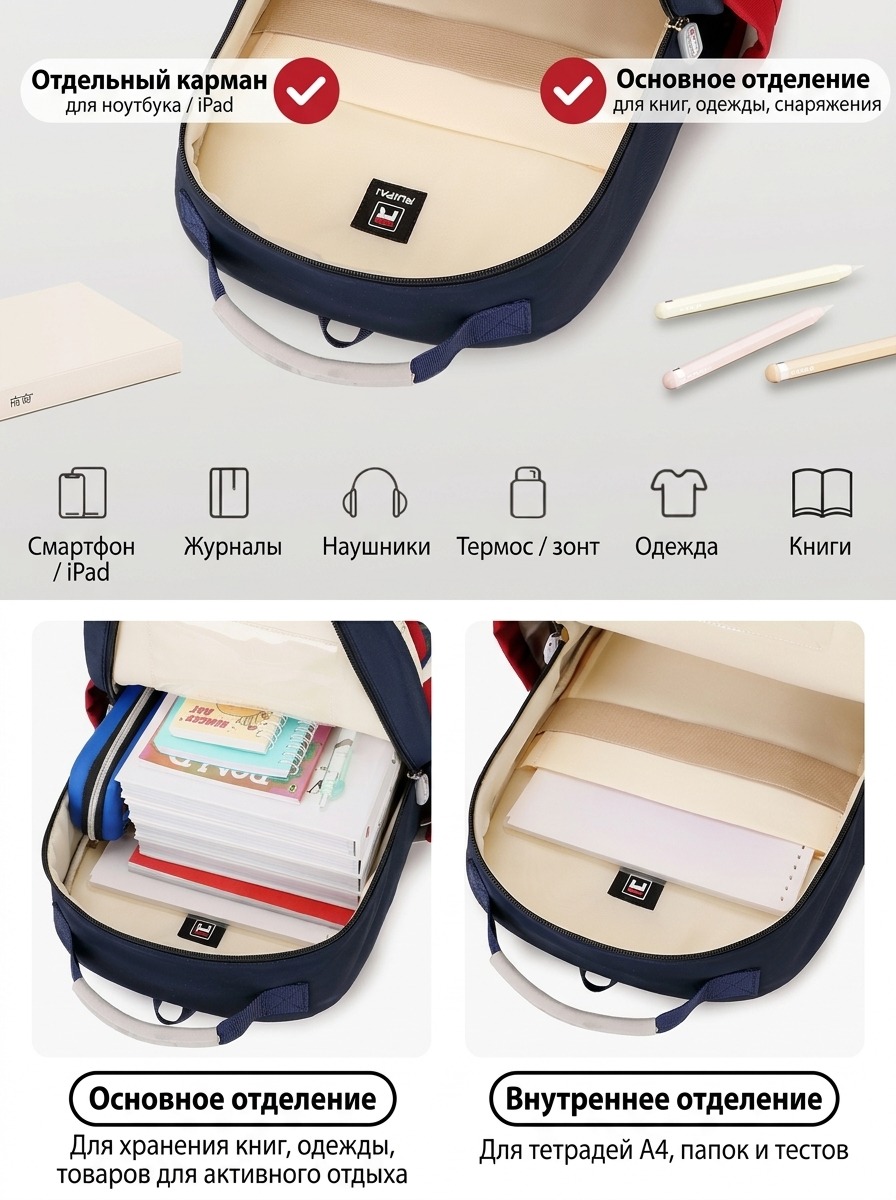 Отдельный карман
для ноутбука / iPad
Основное отделение
для книг, одежды, снаряжения
RUIPAI
Смартфон
/ iPad
Журналы
Наушники
Термос / зонт
Одежда
Книги
Основное отделение
Для хранения книг, одежды,
товаров для активного отдыха
Внутреннее отделение
Для тетрадей А4, папок и тестов